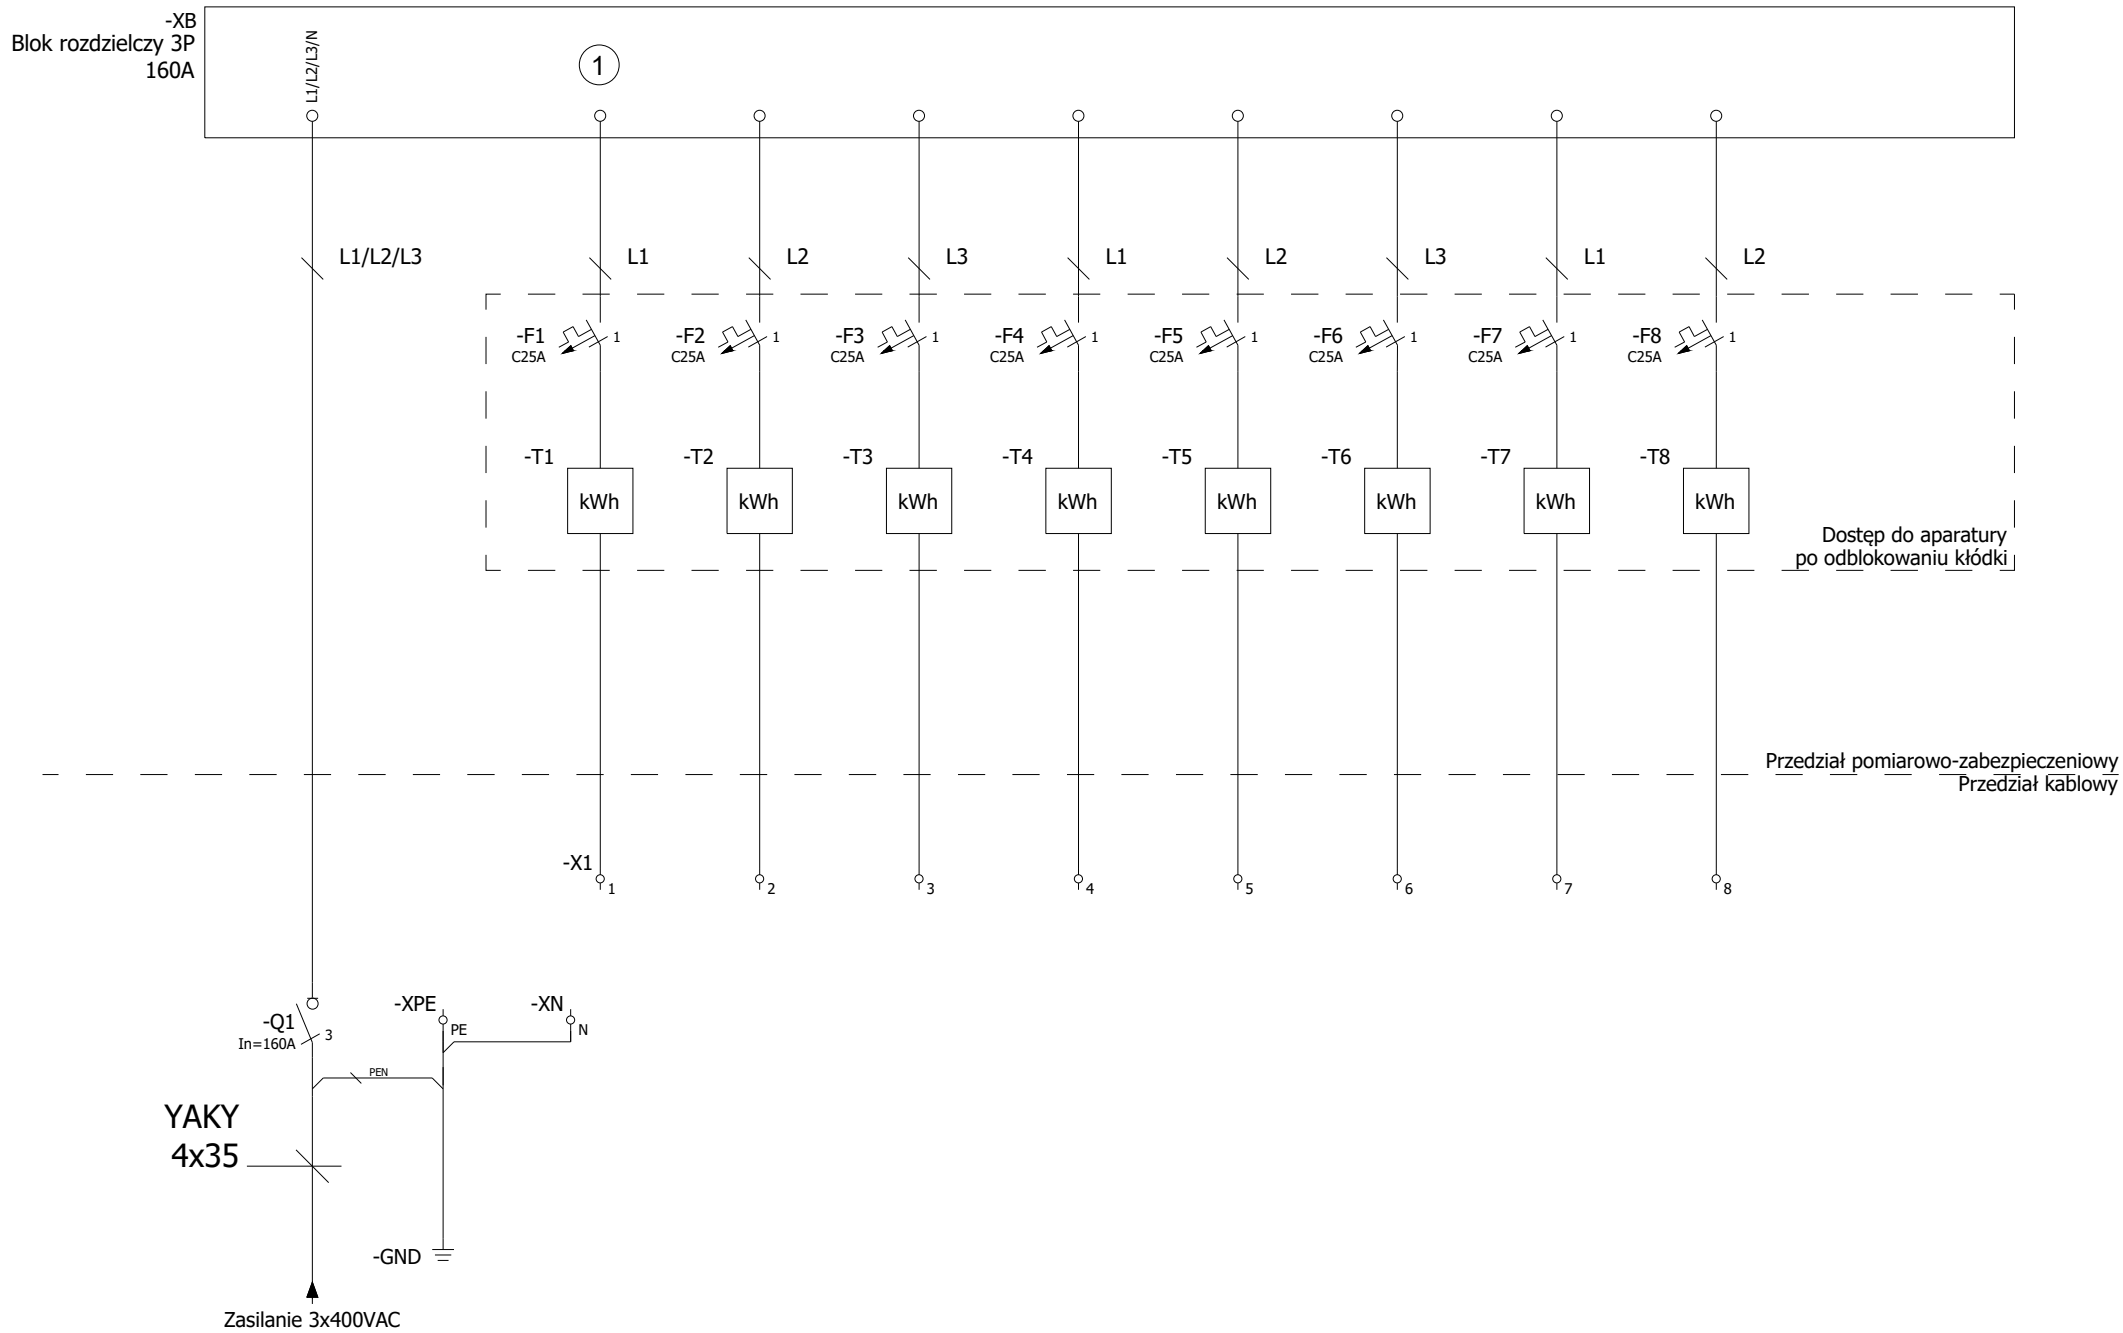 -XB
Blok rozdzielczy 3P
160A
L1/L2/L3/N
1
L1/L2/L3
L1
L2
L3
L1
L2
L3
L1
L2
-F1
C25A
1
-F2
C25A
1
-F3
C25A
1
-F4
C25A
1
-F5
C25A
1
-F6
C25A
1
-F7
C25A
1
-F8
C25A
1
-T1
kWh
-T2
kWh
-T3
kWh
-T4
kWh
-T5
kWh
-T6
kWh
-T7
kWh
-T8
kWh
Dostęp do aparatury
po odblokowaniu kłódki
Przedział pomiarowo-zabezpieczeniowy
Przedział kablowy
-X1
1
2
3
4
5
6
7
8
-Q1
In=160A
3
-XPE
PE
-XN
N
PEN
YAKY
4x35
-GND
Zasilanie 3x400VAC